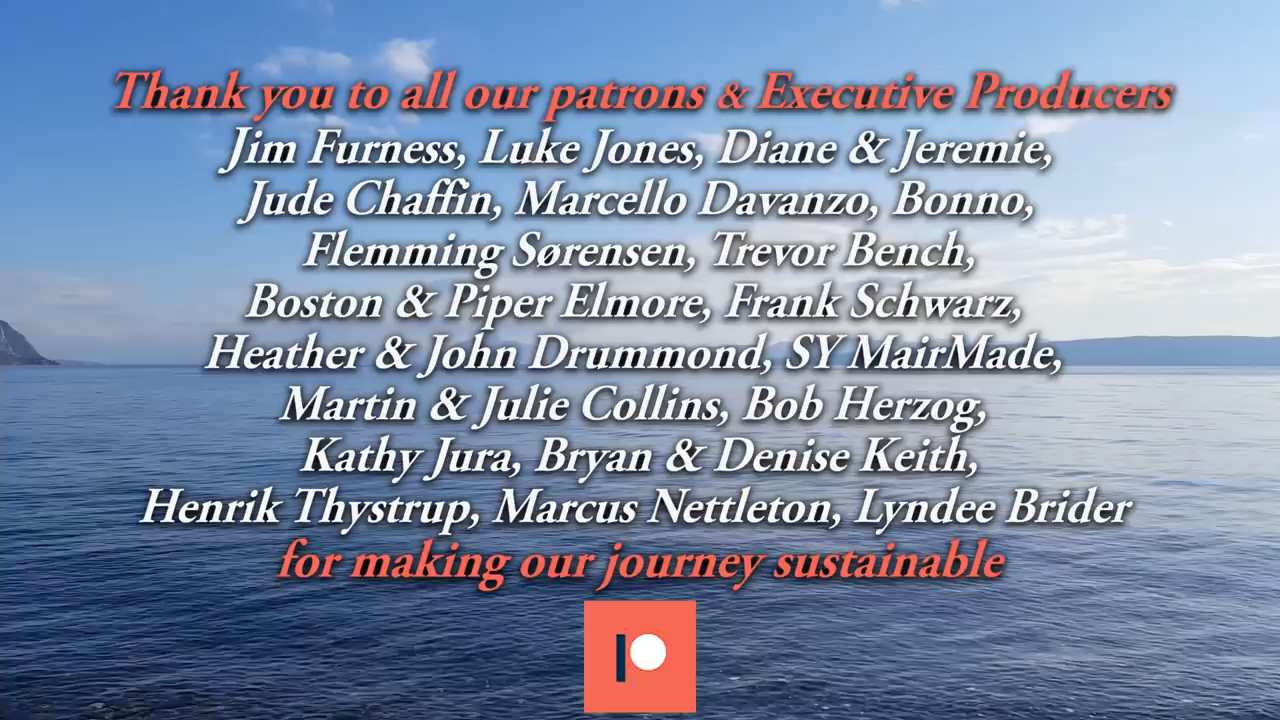 Thank you to all our patrons & Executive Producers
Jim Furness, Luke Jones, Diane & Jeremie,
Jude Chaffin, Marcello Davanzo, Bonno,
Flemming Sørensen, Trevor Bench,
Boston & Piper Elmore, Frank Schwarz,
Heather & John Drummond, SY MairMade,
Martin & Julie Collins, Bob Herzog,
Kathy Jura, Bryan & Denise Keith,
Henrik Thystrup, Marcus Nettleton, Lyndee Brider
for making our journey sustainable